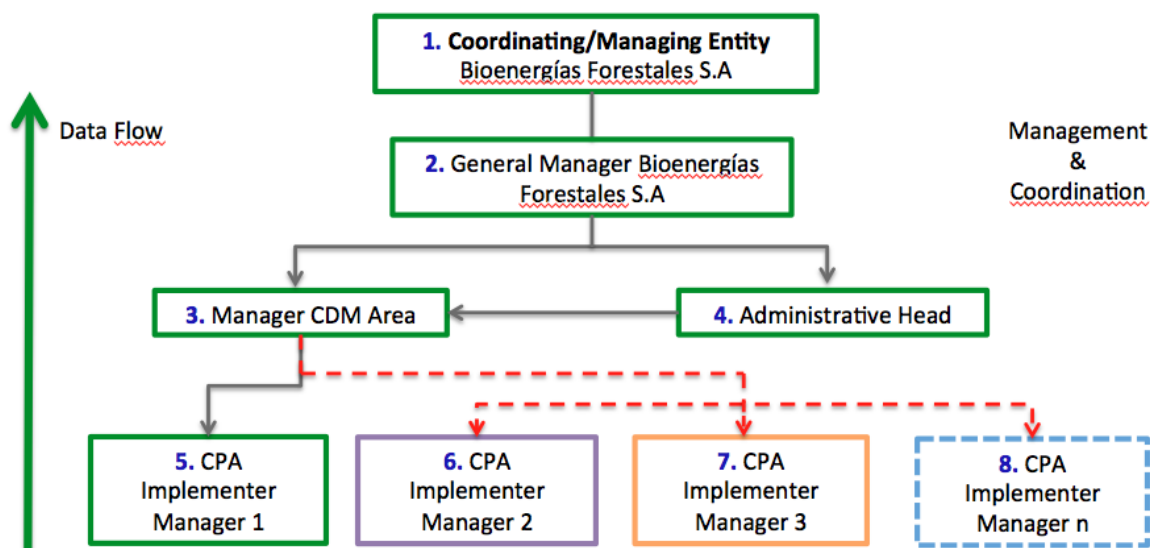 1. Coordinating/Managing Entity
Bioenergías Forestales S.A
Data Flow
Management
&
Coordination
2. General Manager Bioenergías
Forestales S.A
3. Manager CDM Area
4. Administrative Head
5. CPA
Implementer
Manager 1
6. CPA
Implementer
Manager 2
7. CPA
Implementer
Manager 3
8. CPA
Implementer
Manager n